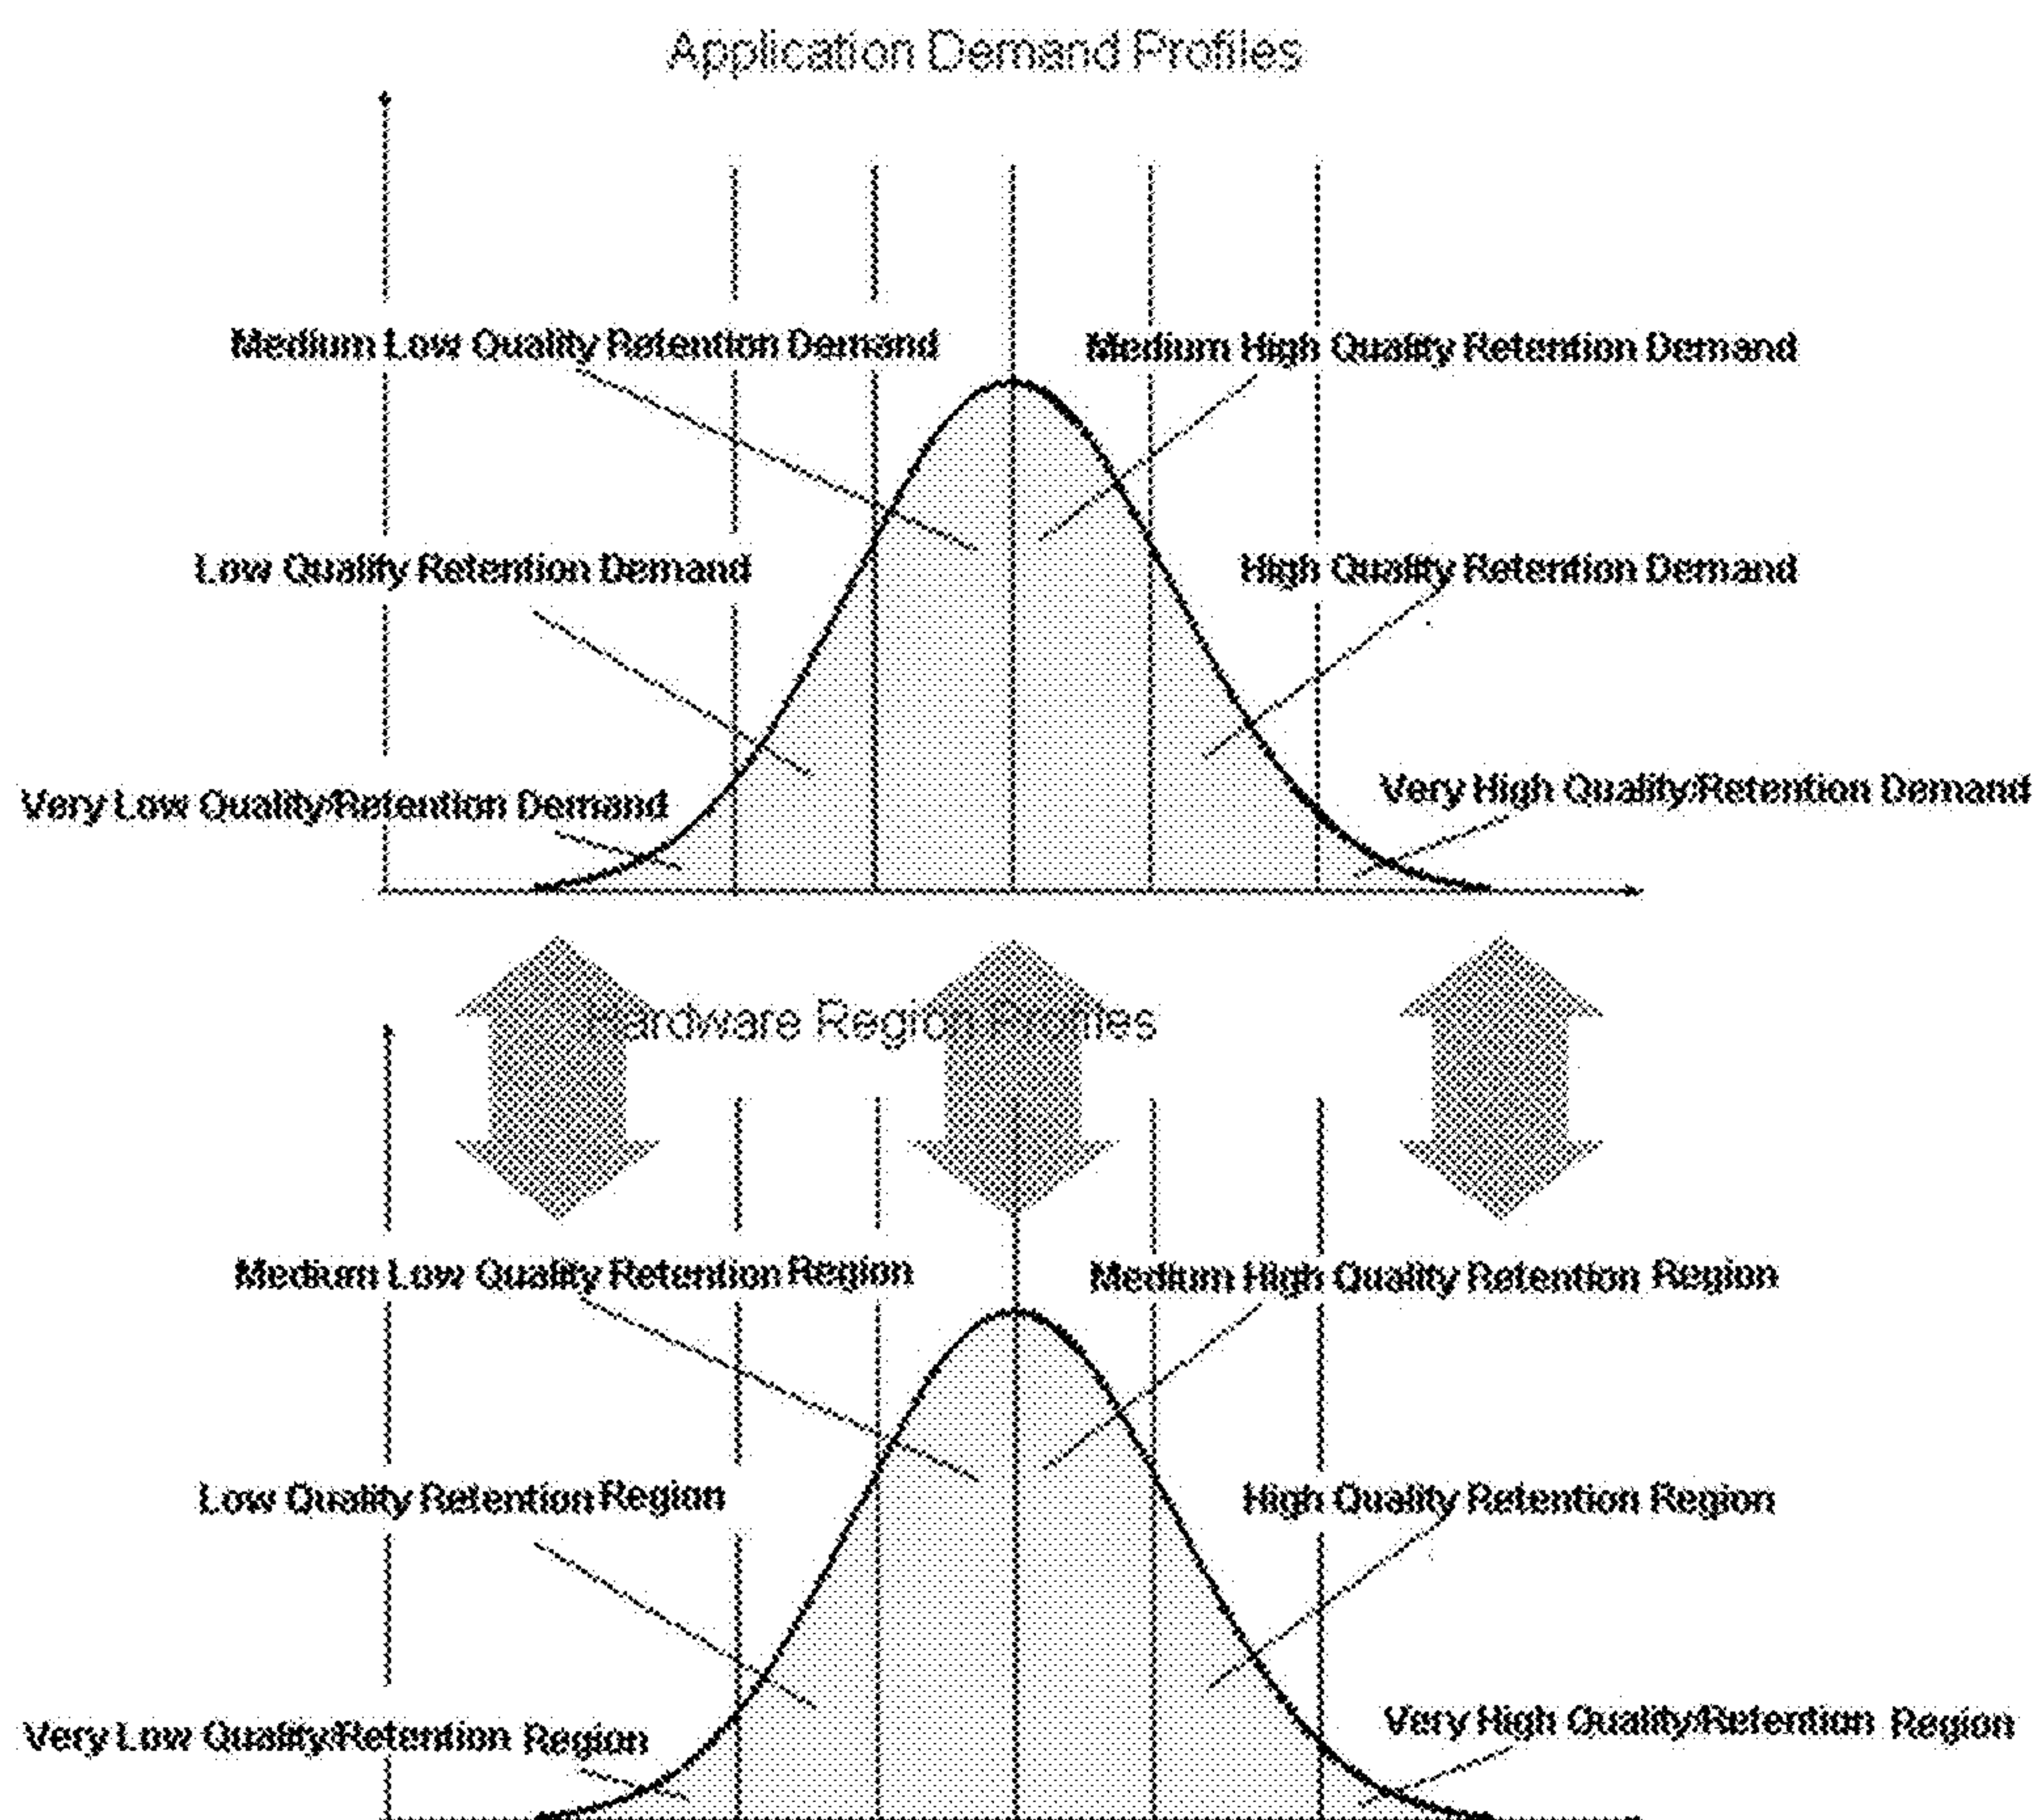 Application Demand Profiles
Medium Low Quality Retention Demand
Medium High Quality Retention Demand
Low Quality Retention Demand
High Quality Retention Demand
Very Low Quality/Retention Demand
Very High Quality/Retention Demand
Hardware Region Profiles
Medium Low Quality Retention Region
Medium High Quality Retention Region
Low Quality Retention Region
High Quality Retention Region
Very Low Quality/Retention Region
Very High Quality/Retention Region